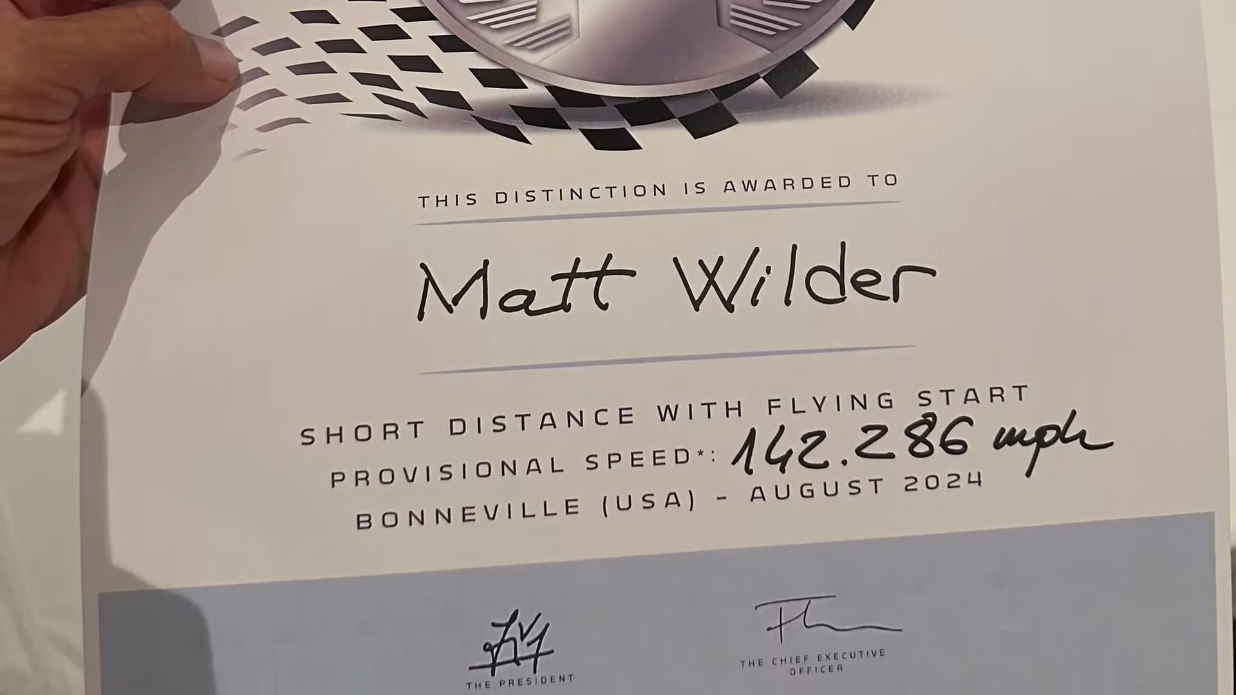 THIS DISTINCTION IS AWARDED TO
Matt Wilder
SHORT DISTANCE WITH FLYING START
PROVISIONAL SPEED*: 142.286 mph
BONNEVILLE (USA) - AUGUST 2024
THE PRESIDENT
THE CHIEF EXECUTIVE
OFFICER